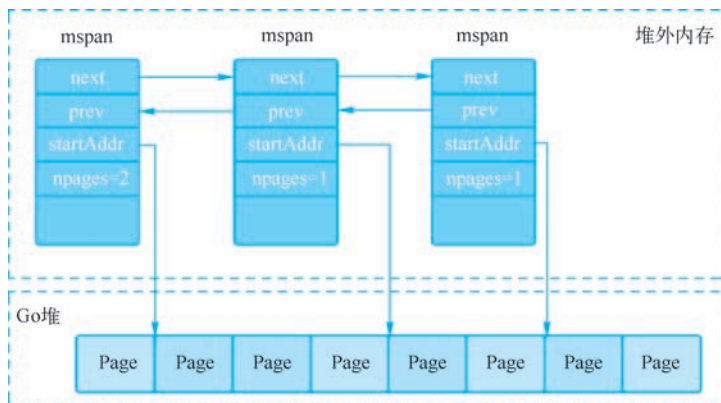 mspan mspan mspan 堆外内存
next next next
prev prev prev
startAddr startAddr startAddr
npages=2 npages=1 npages=1
Go堆
Page Page Page Page Page Page Page Page